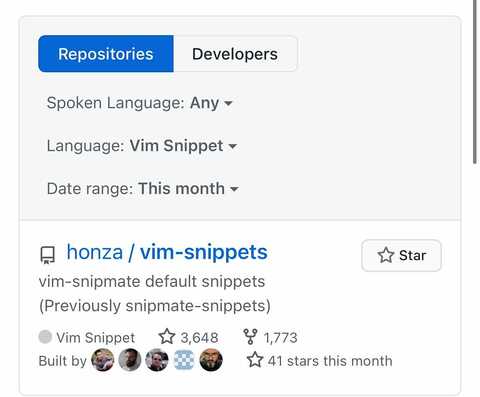 Repositories Developers
Spoken Language: Any
Language: Vim Snippet
Date range: This month
honza / vim-snippets Star
vim-snipmate default snippets
(Previously snipmate-snippets)
Vim Snippet 3,648 1,773
Built by 41 stars this month